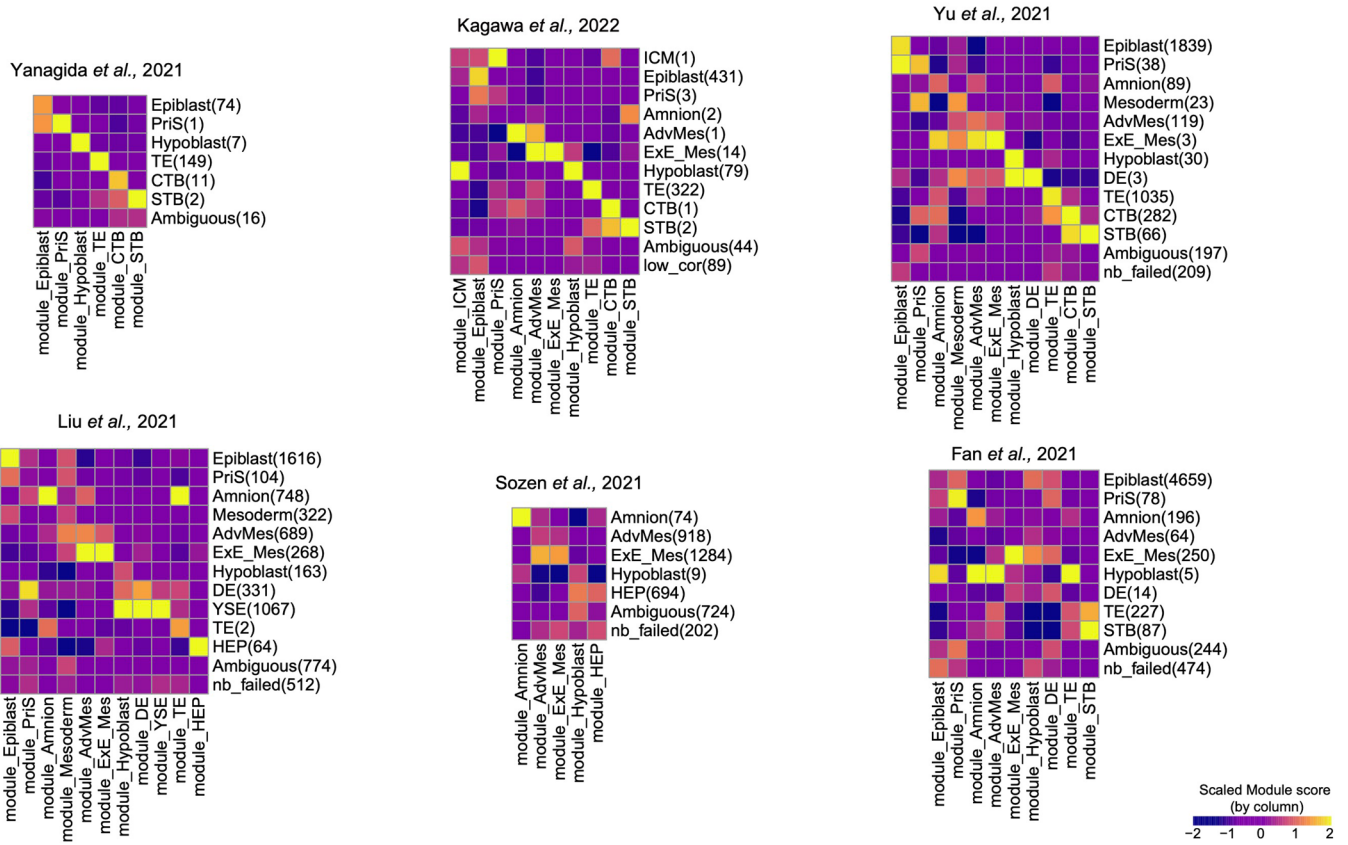 Yanagida et al., 2021
Epiblast(74)
PriS(1)
Hypoblast(7)
TE(149)
CTB(11)
STB(2)
Ambiguous(16)
module_Epiblast
module_PriS
module_Hypoblast
module_TE
module_CTB
module_STB
Kagawa et al., 2022
ICM(1)
Epiblast(431)
PriS(3)
Amnion(2)
AdvMes(1)
ExE_Mes(14)
Hypoblast(79)
TE(322)
CTB(1)
STB(2)
Ambiguous(44)
low_cor(89)
module_ICM
module_Epiblast
module_PriS
module_Amnion
module_AdvMes
module_ExE_Mes
module_Hypoblast
module_TE
module_CTB
module_STB
Yu et al., 2021
Epiblast(1839)
PriS(38)
Amnion(89)
Mesoderm(23)
AdvMes(119)
ExE_Mes(3)
Hypoblast(30)
DE(3)
TE(1035)
CTB(282)
STB(66)
Ambiguous(197)
nb_failed(209)
module_Epiblast
module_PriS
module_Amnion
module_Mesoderm
module_AdvMes
module_ExE_Mes
module_Hypoblast
module_DE
module_TE
module_CTB
module_STB
Liu et al., 2021
Epiblast(1616)
PriS(104)
Amnion(748)
Mesoderm(322)
AdvMes(689)
ExE_Mes(268)
Hypoblast(163)
DE(331)
YSE(1067)
TE(2)
HEP(64)
Ambiguous(774)
nb_failed(512)
module_Epiblast
module_PriS
module_Amnion
module_Mesoderm
module_AdvMes
module_ExE_Mes
module_Hypoblast
module_DE
module_YSE
module_TE
module_HEP
Sozen et al., 2021
Amnion(74)
AdvMes(918)
ExE_Mes(1284)
Hypoblast(9)
HEP(694)
Ambiguous(724)
nb_failed(202)
module_Amnion
module_AdvMes
module_ExE_Mes
module_Hypoblast
module_HEP
Fan et al., 2021
Epiblast(4659)
PriS(78)
Amnion(196)
AdvMes(64)
ExE_Mes(250)
Hypoblast(5)
DE(14)
TE(227)
STB(87)
Ambiguous(244)
nb_failed(474)
module_Epiblast
module_PriS
module_Amnion
module_AdvMes
module_ExE_Mes
module_Hypoblast
module_DE
module_TE
module_STB
Scaled Module score
(by column)
−2 −1 0 1 2